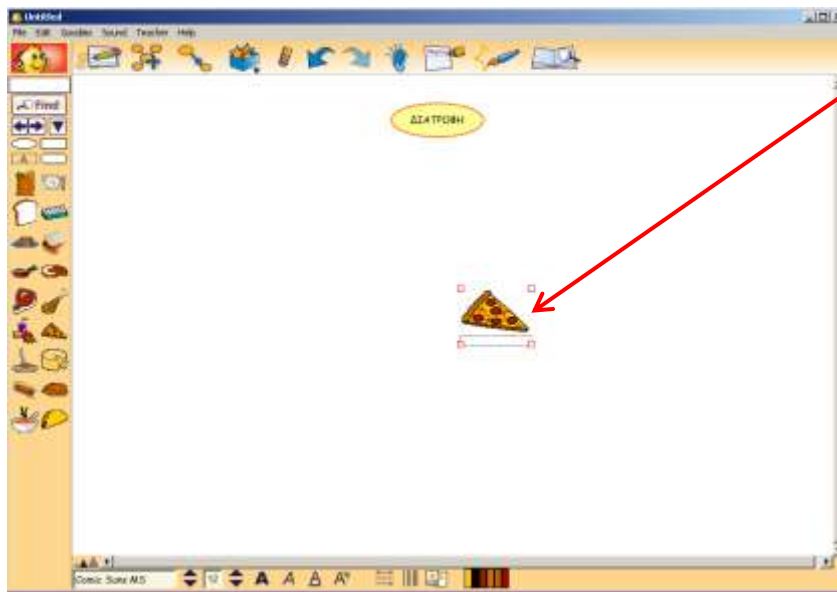 Untitled
File Edit Goodies Sound Teacher Help
Find
A
ΔΙΑΤΡΟΦΗ
Comic Sans MS 12 A A A A